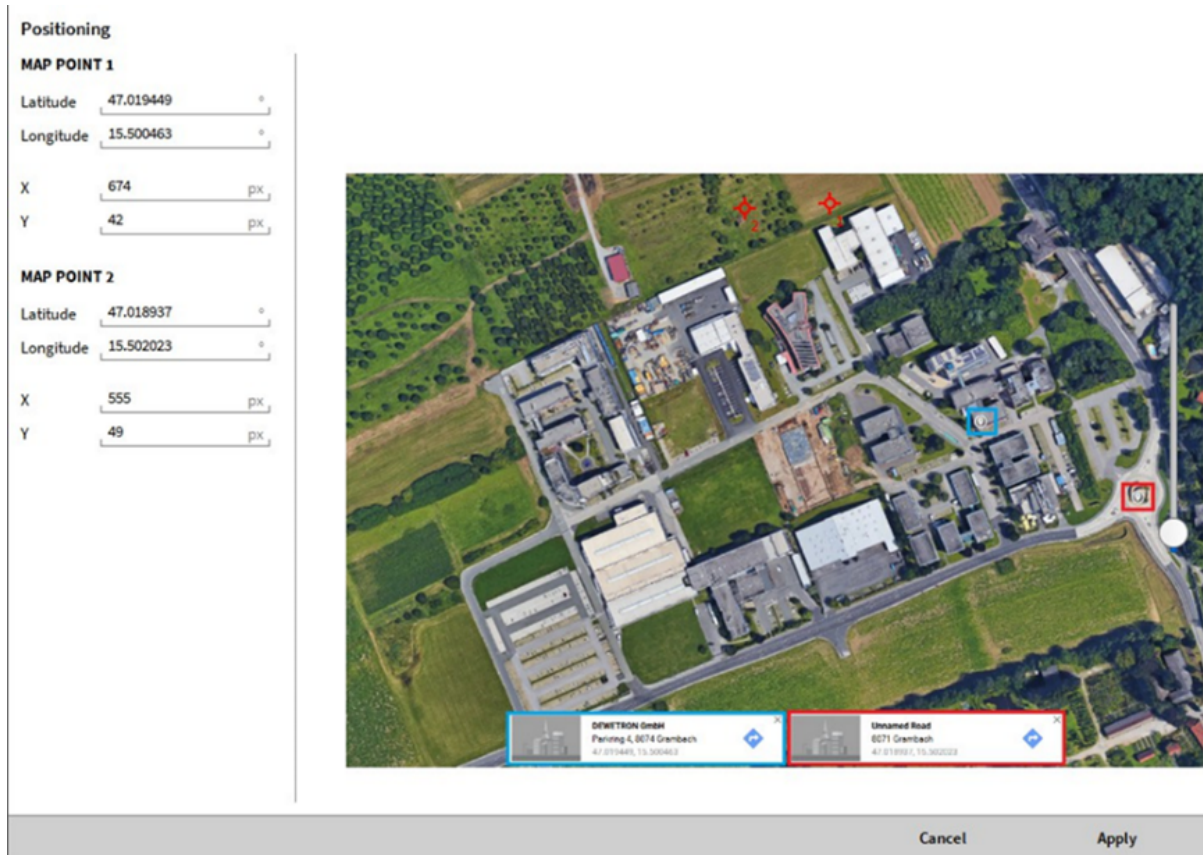 Positioning
MAP POINT 1
Latitude 47.019449 °
Longitude 15.500463 °
X 674 px
Y 42 px
MAP POINT 2
Latitude 47.018937 °
Longitude 15.502023 °
X 555 px
Y 49 px
2
DEWETRON GmbH
Parkring 4, 8074 Grambach
47.019449, 15.500463
Unnamed Road
8071 Grambach
47.018937, 15.502023
Cancel
Apply